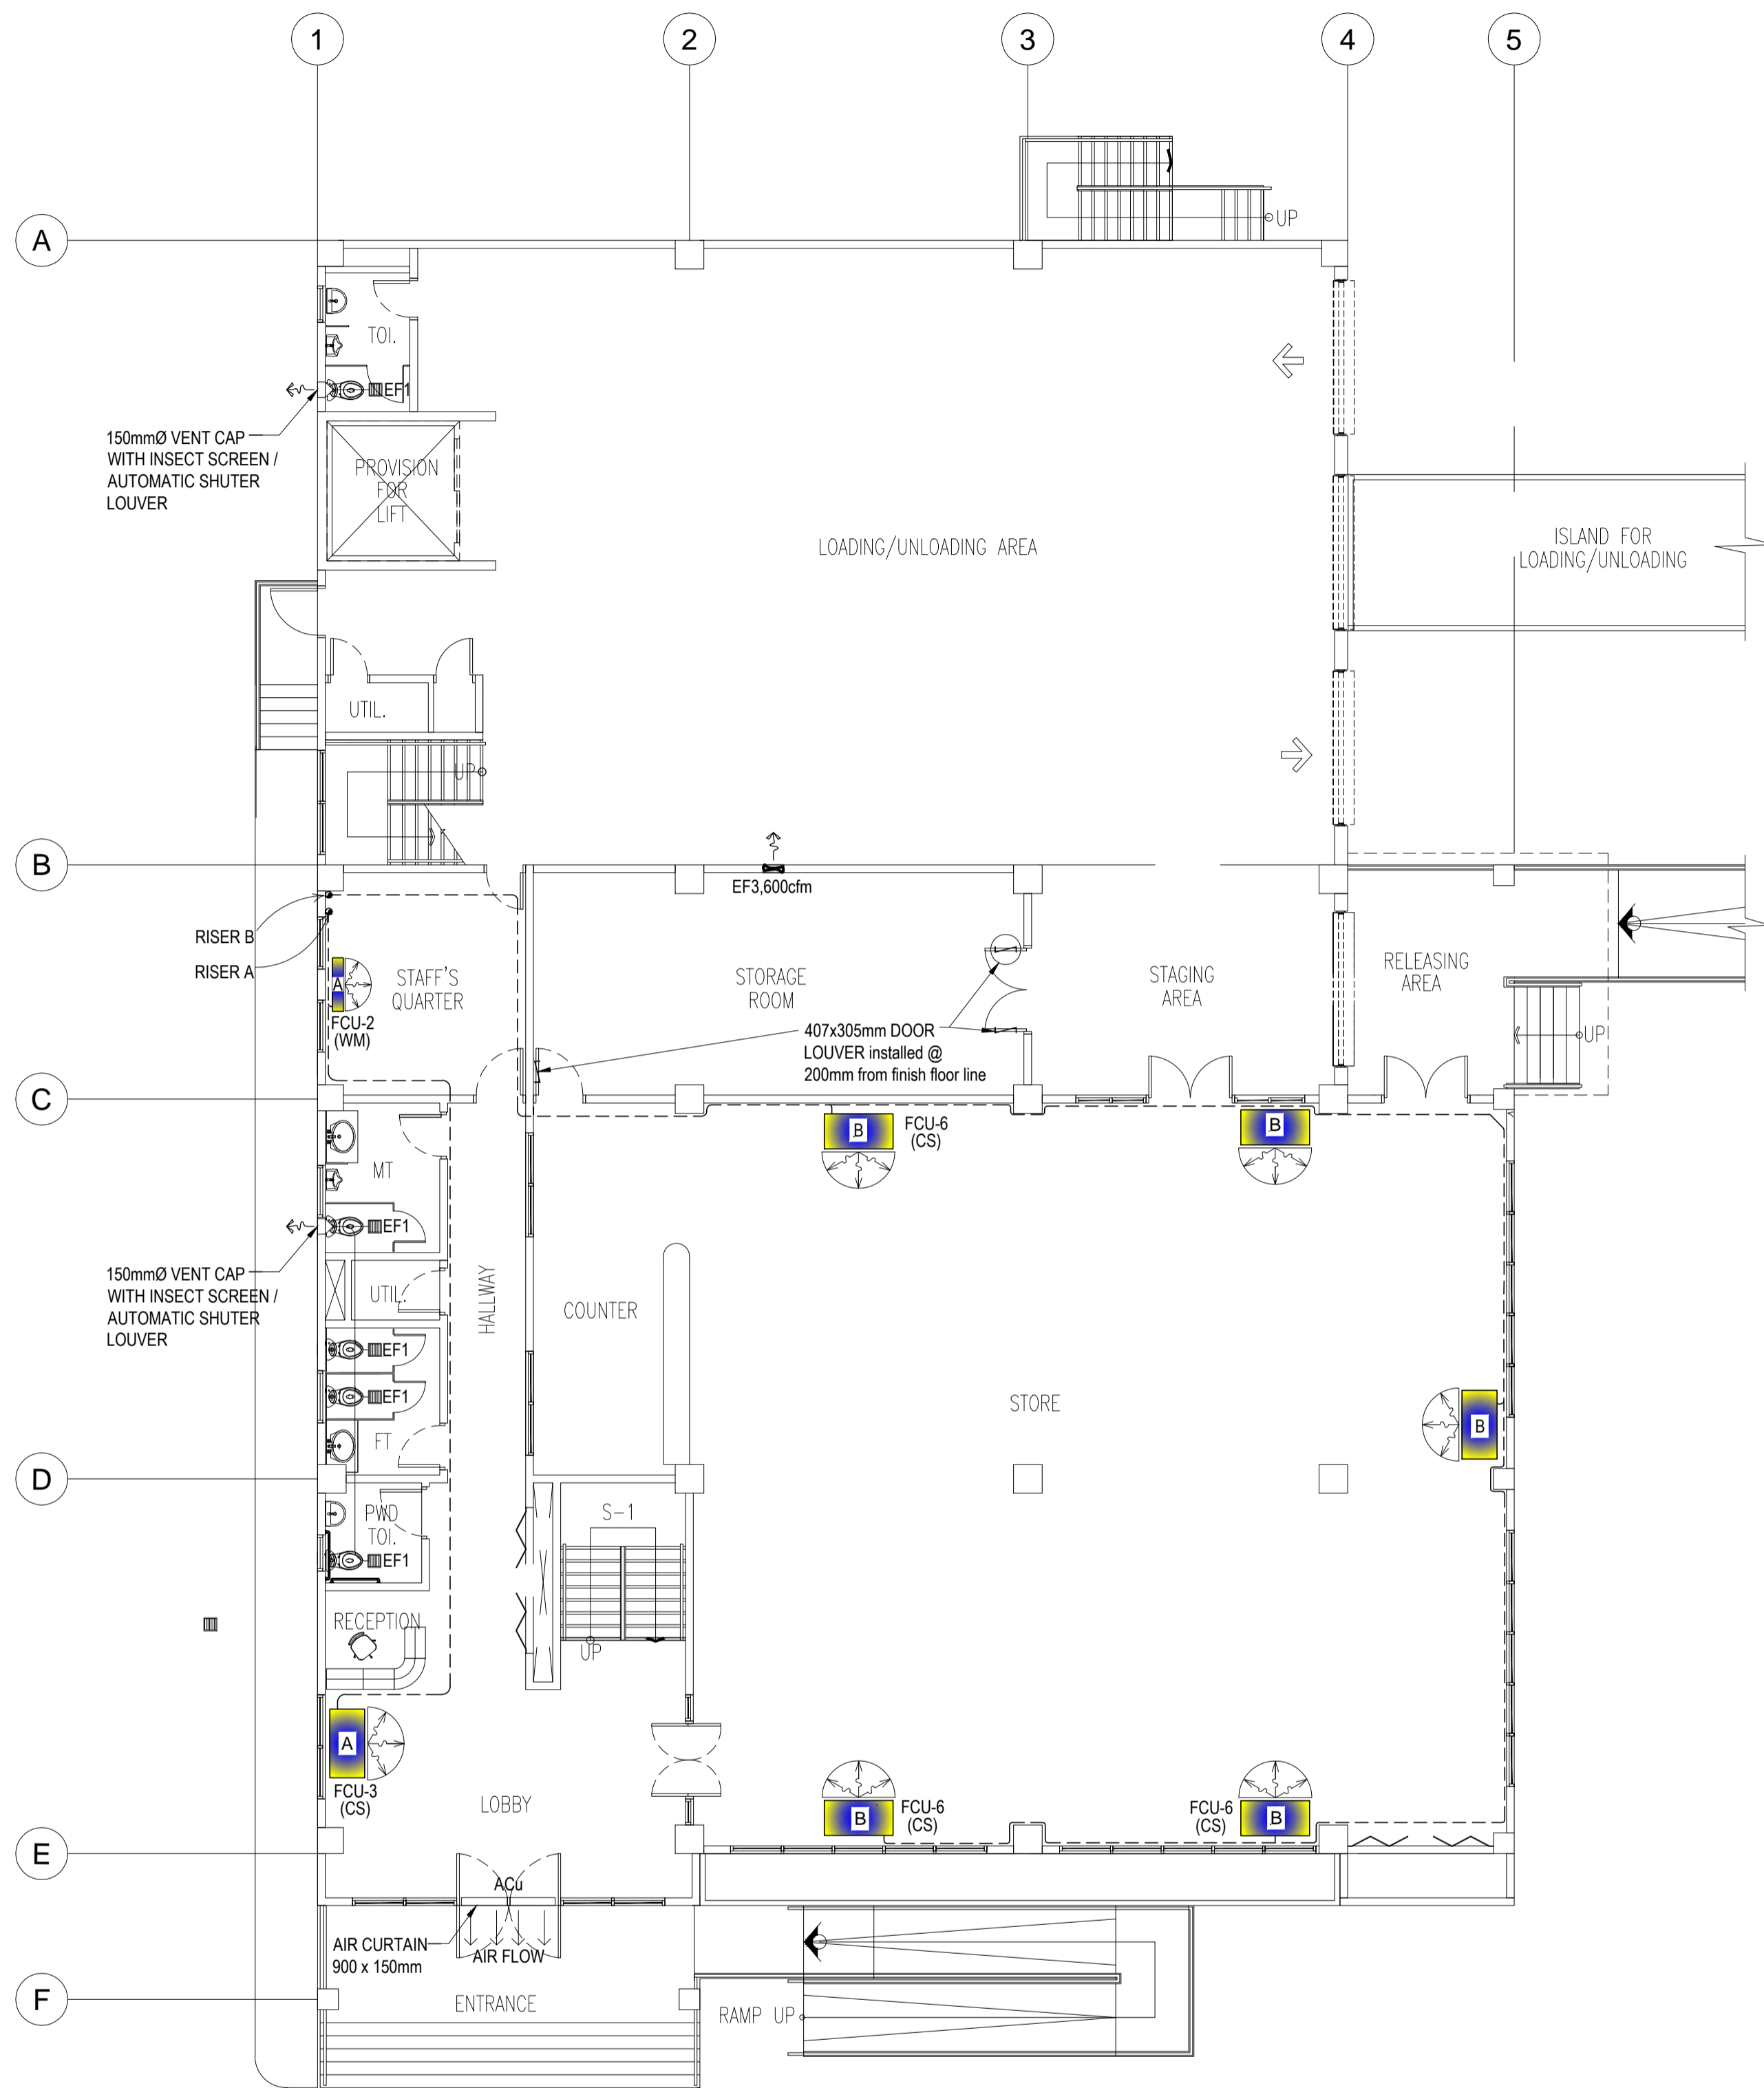 1
2
3
4
5
UP
A
TOI.
EF1
150mmØ VENT CAP
WITH INSECT SCREEN /
AUTOMATIC SHUTER
LOUVER
PROVISION
FOR
LIFT
LOADING/UNLOADING AREA
ISLAND FOR
LOADING/UNLOADING
UTIL.
UP
B
EF3,600cfm
RISER B
RISER A
A
FCU-2
(WM)
STAFF'S
QUARTER
STORAGE
ROOM
STAGING
AREA
RELEASING
AREA
UP
407x305mm DOOR
LOUVER installed @
200mm from finish floor line
C
B
FCU-6
(CS)
B
MT
EF1
150mmØ VENT CAP
WITH INSECT SCREEN /
AUTOMATIC SHUTER
LOUVER
UTIL.
HALLWAY
COUNTER
EF1
EF1
FT
STORE
B
D
PWD
TOI.
EF1
S-1
UP
RECEPTION
A
FCU-3
(CS)
LOBBY
B
FCU-6
(CS)
FCU-6
(CS)
B
E
ACu
AIR CURTAIN
900 x 150mm
AIR FLOW
F
ENTRANCE
RAMP UP